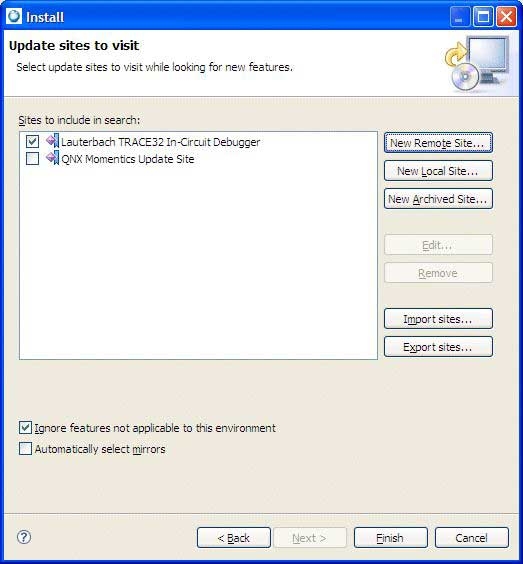 Install
Update sites to visit
Select update sites to visit while looking for new features.
Sites to include in search:
Lauterbach TRACE32 In-Circuit Debugger
QNX Momentics Update Site
New Remote Site...
New Local Site...
New Archived Site...
Edit...
Remove
Import sites...
Export sites...
Ignore features not applicable to this environment
Automatically select mirrors
?
< Back
Next >
Finish
Cancel